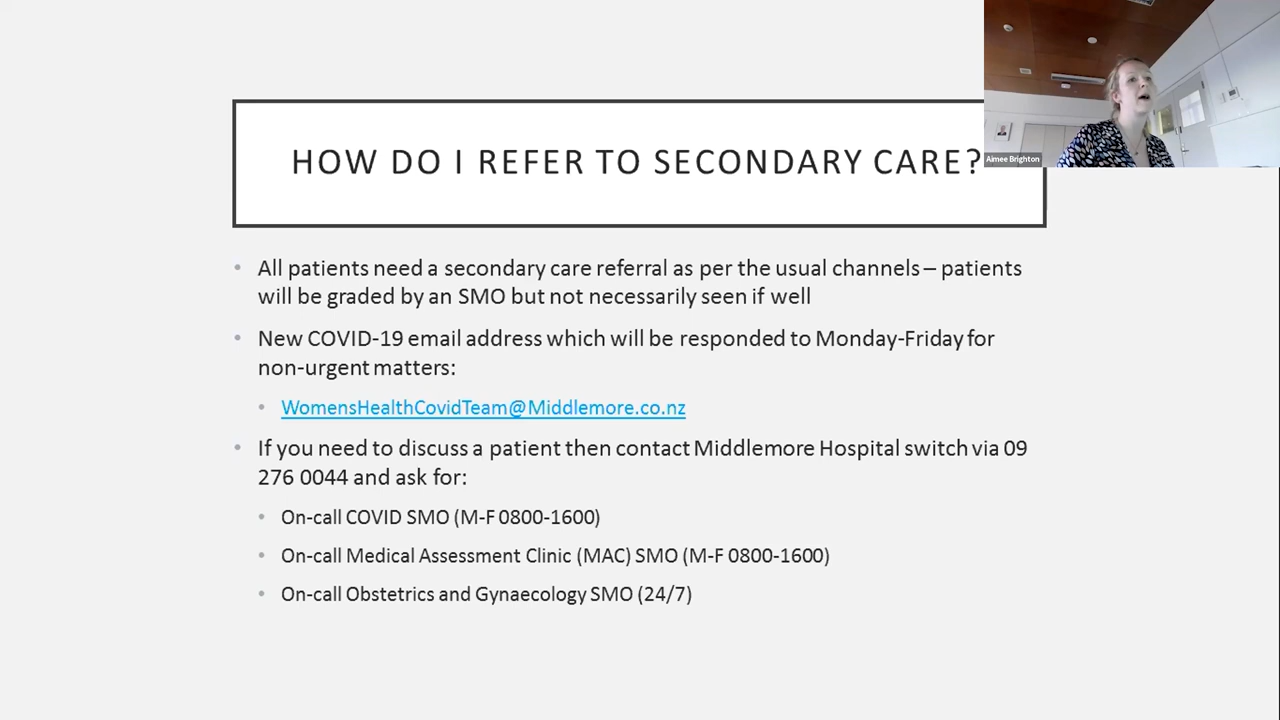 HOW DO I REFER TO SECONDARY CARE?
Aimee Brighton
• All patients need a secondary care referral as per the usual channels – patients
will be graded by an SMO but not necessarily seen if well
• New COVID-19 email address which will be responded to Monday-Friday for
non-urgent matters:
• WomensHealthCovidTeam@Middlemore.co.nz
• If you need to discuss a patient then contact Middlemore Hospital switch via 09
276 0044 and ask for:
• On-call COVID SMO (M-F 0800-1600)
• On-call Medical Assessment Clinic (MAC) SMO (M-F 0800-1600)
• On-call Obstetrics and Gynaecology SMO (24/7)